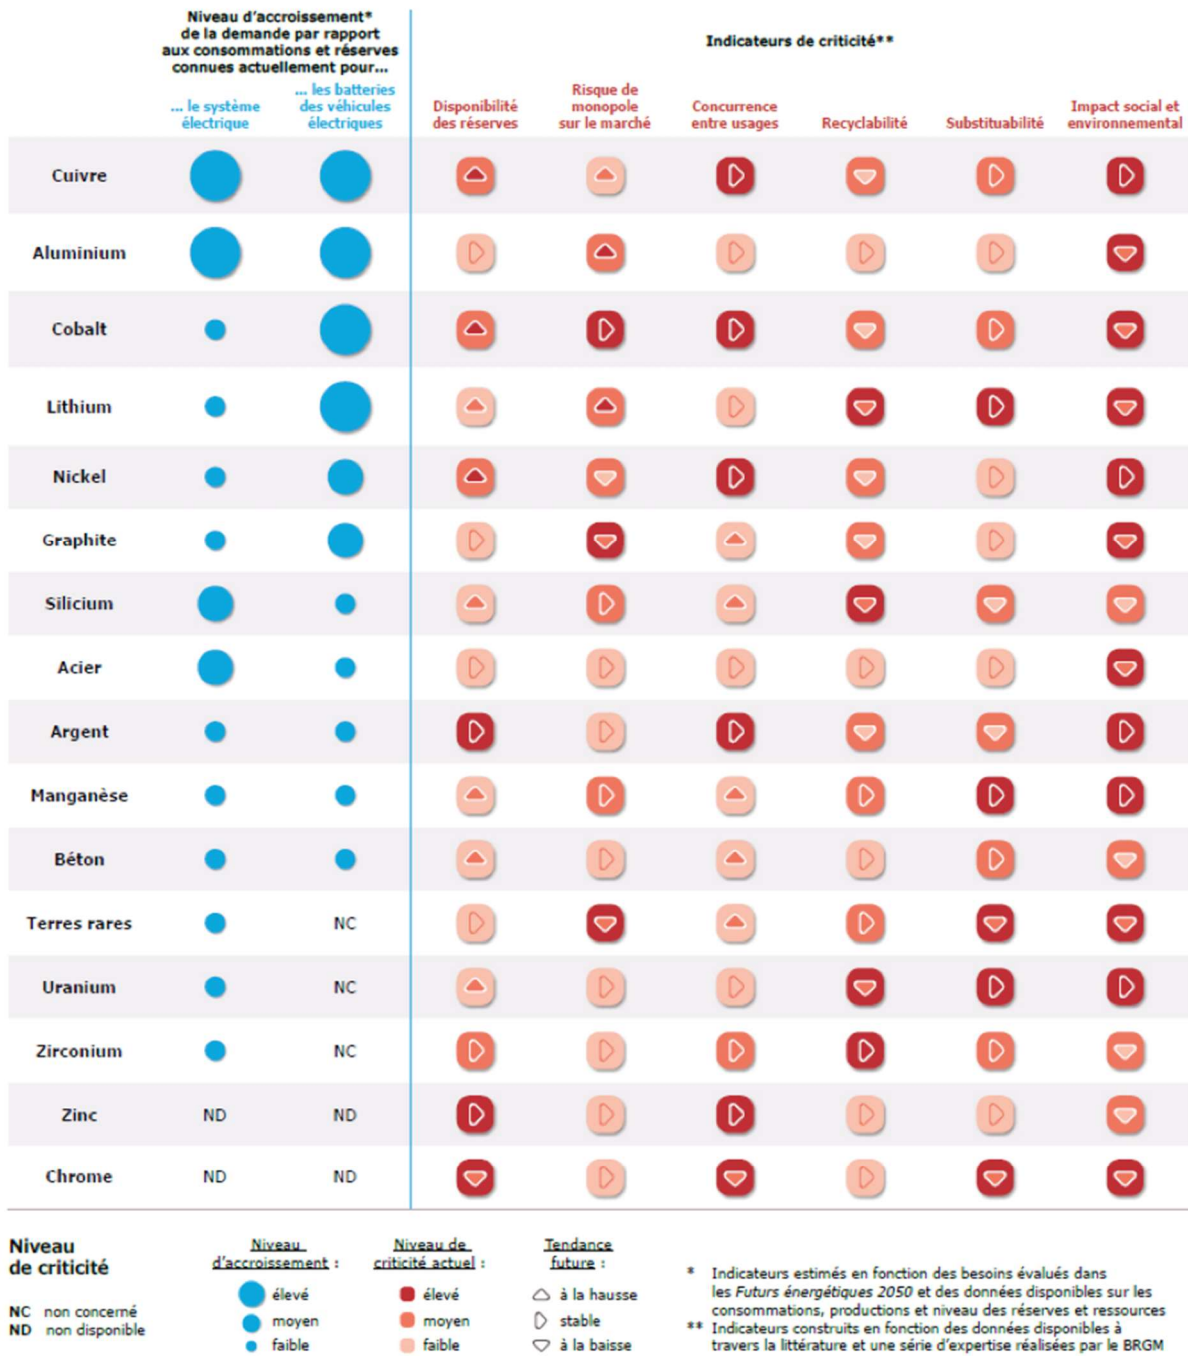 Niveau d'accroissement*
de la demande par rapport
aux consommations et réserves
connues actuellement pour...
Indicateurs de criticité**
... le système
électrique
... les batteries
des véhicules
électriques
Disponibilité
des réserves
Risque de
monopole
sur le marché
Concurrence
entre usages
Recyclabilité
Substituabilité
Impact social et
environnemental
Cuivre
Aluminium
Cobalt
Lithium
Nickel
Graphite
Silicium
Acier
Argent
Manganèse
Béton
Terres rares NC
Uranium NC
Zirconium NC
Zinc ND ND
Chrome ND ND
Niveau
de criticité
NC non concerné
ND non disponible
Niveau
d'accroissement :
élevé
moyen
faible
Niveau de
criticité actuel :
élevé
moyen
faible
Tendance
future :
à la hausse
stable
à la baisse
* Indicateurs estimés en fonction des besoins évalués dans
les Futurs énergétiques 2050 et des données disponibles sur les
consommations, productions et niveau des réserves et ressources
** Indicateurs construits en fonction des données disponibles à
travers la littérature et une série d'expertise réalisées par le BRGM